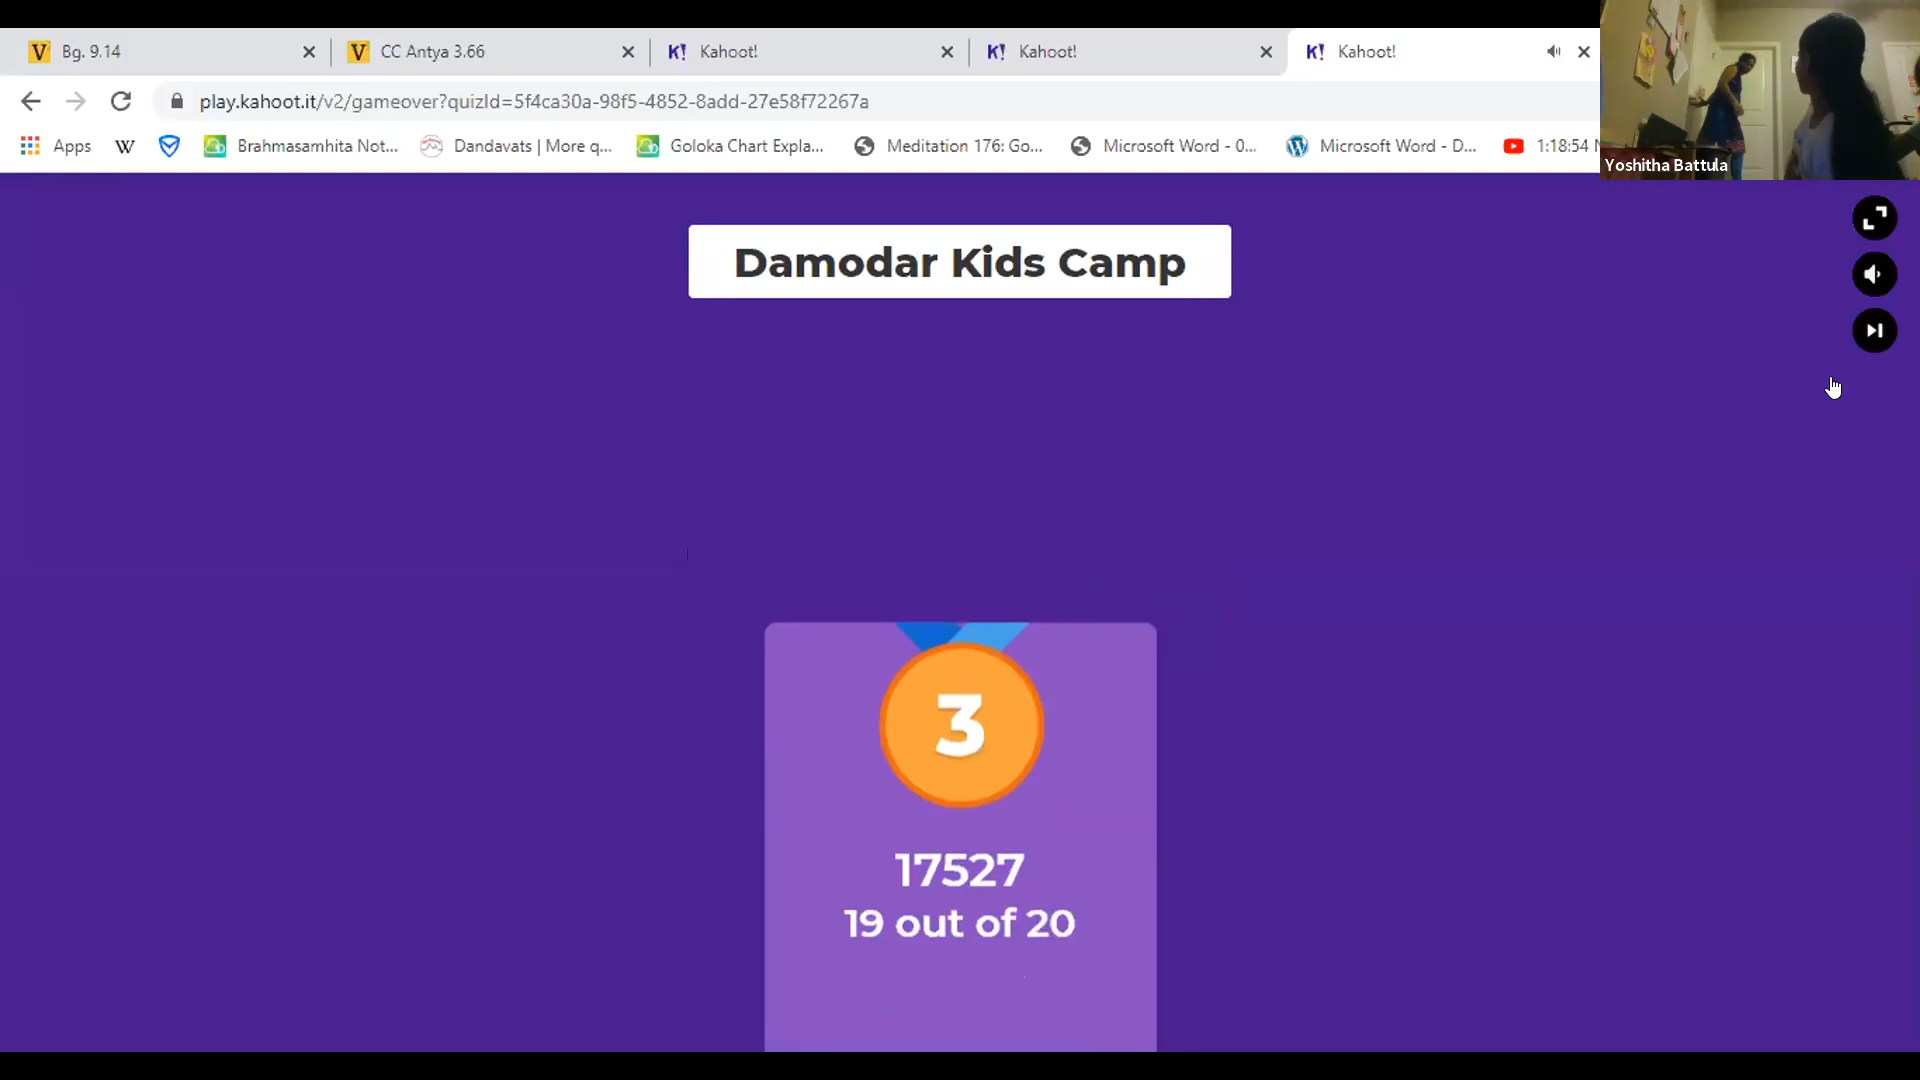 Bg. 9.14
CC Antya 3.66
K! Kahoot!
K! Kahoot!
K! Kahoot!
play.kahoot.it/v2/gameover?quizId=5f4ca30a-98f5-4852-8add-27e58f72267a
Apps
W
Brahmasamhita Not...
Dandavats | More q...
Goloka Chart Expla...
Meditation 176: Go...
Microsoft Word - 0...
Microsoft Word - D...
1:18:54
Yoshitha Battula
Damodar Kids Camp
3
17527
19 out of 20